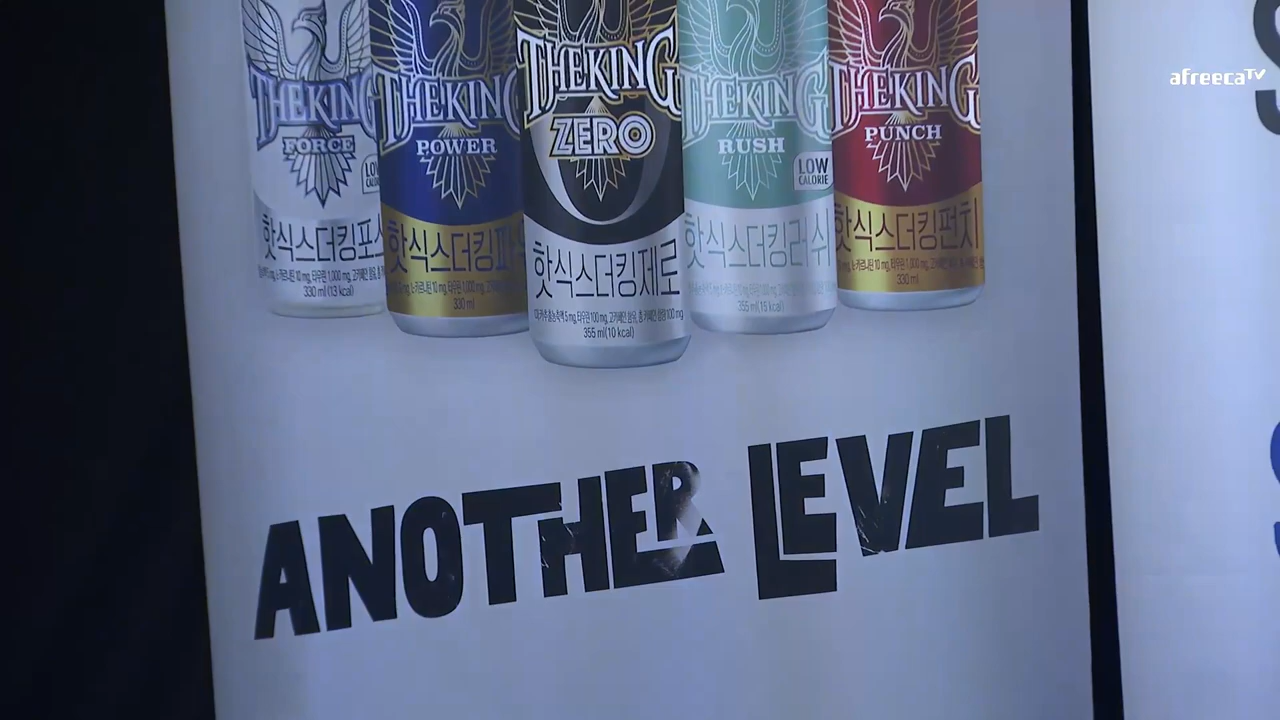 afreecaTV
THEKING
FORCE
LOW
THEKING
POWER
THEKING
ZERO
THEKING
RUSH
LOW
CALORIE
THEKING
PUNCH
핫식스더킹포스
330 ml(13 kcal)
핫식스더킹파
330 ml
핫식스더킹제로
355 ml(10 kcal)
핫식스더킹러쉬
355 ml(15 kcal)
핫식스더킹펀치
330 ml
ANOTHER LEVEL